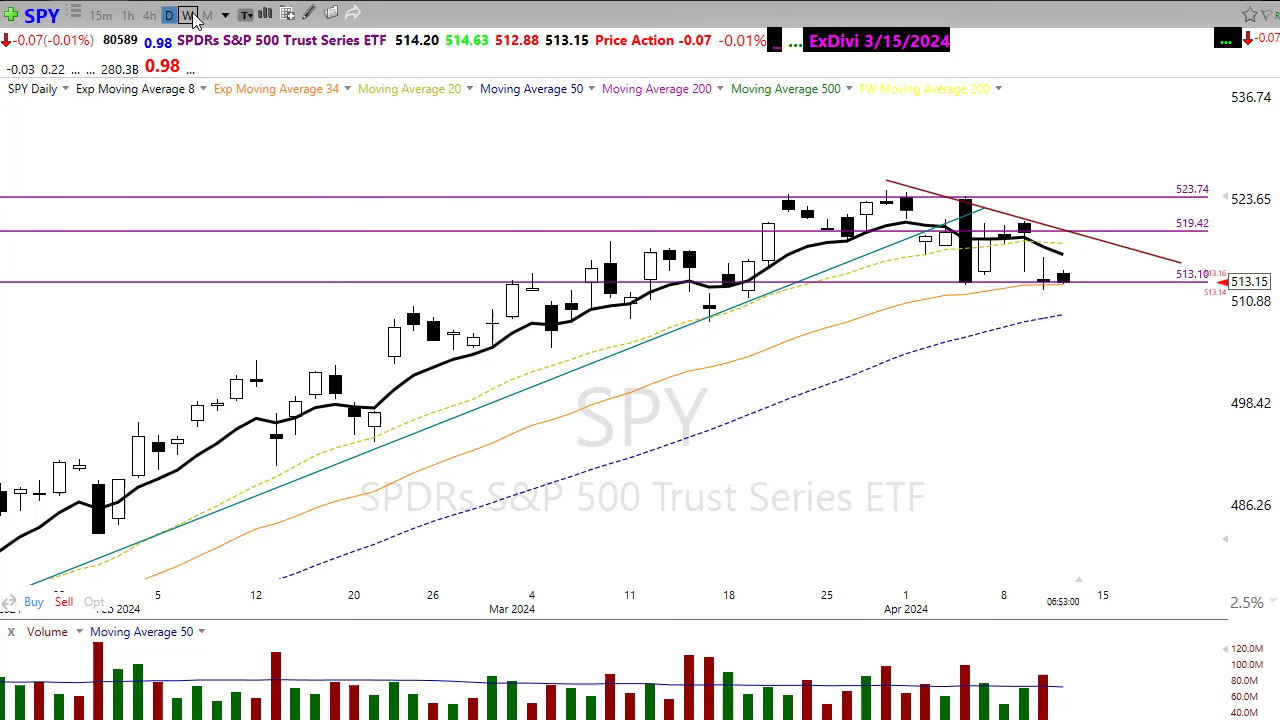 SPY 15m 1h 4h D W M T
-0.07(-0.01%) 80589 0.98 SPDRs S&P 500 Trust Series ETF 514.20 514.63 512.88 513.15 Price Action -0.07 -0.01% ... ... ExDivi 3/15/2024 ... -0.07
-0.03 0.22 ... ... 280.3B 0.98 ...
SPY Daily Exp Moving Average 8 Exp Moving Average 34 Moving Average 20 Moving Average 50 Moving Average 200 Moving Average 500 FW Moving Average 200
536.74
523.74
523.65
519.42
513.10
513.16
513.15
513.14
510.88
498.42
SPY
SPDRs S&P 500 Trust Series ETF
486.26
5 12 20 26 4 11 18 25 1 8 15
Buy Sell Opt
Mar 2024 Apr 2024 06:53:00
2.5%
x Volume Moving Average 50
120.0M
100.0M
80.0M
60.0M
40.0M